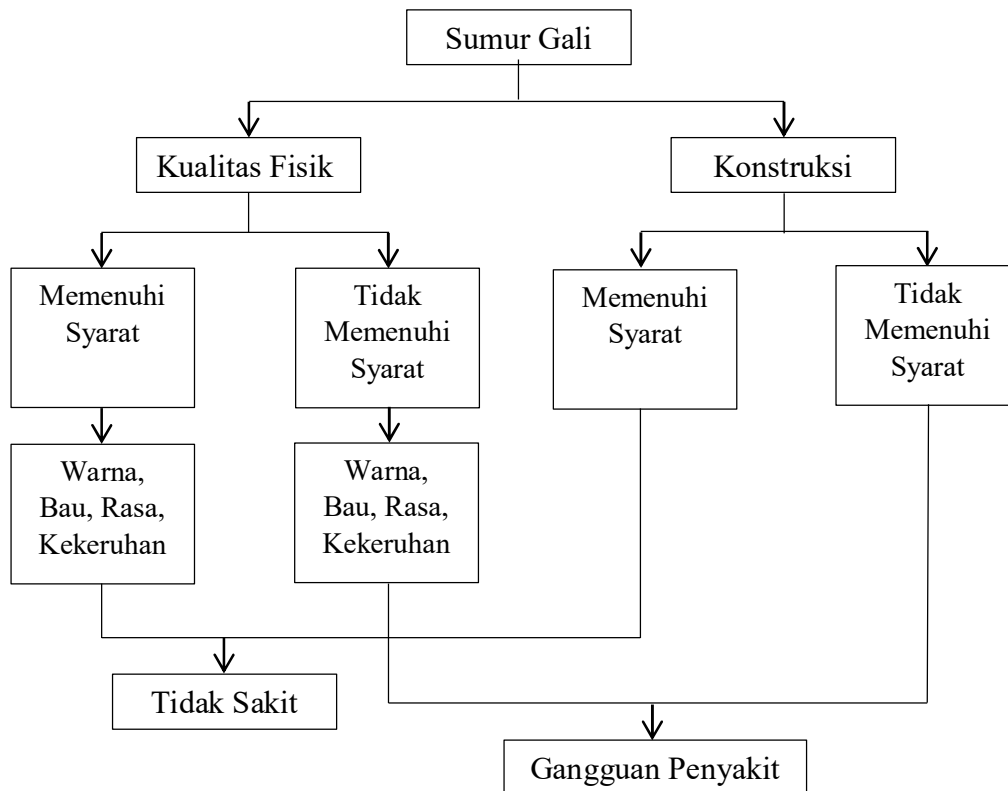 Sumur Gali
Kualitas Fisik
Konstruksi
Memenuhi
Syarat
Tidak
Memenuhi
Syarat
Memenuhi
Syarat
Tidak
Memenuhi
Syarat
Warna,
Bau, Rasa,
Kekeruhan
Warna,
Bau, Rasa,
Kekeruhan
Tidak Sakit
Gangguan Penyakit